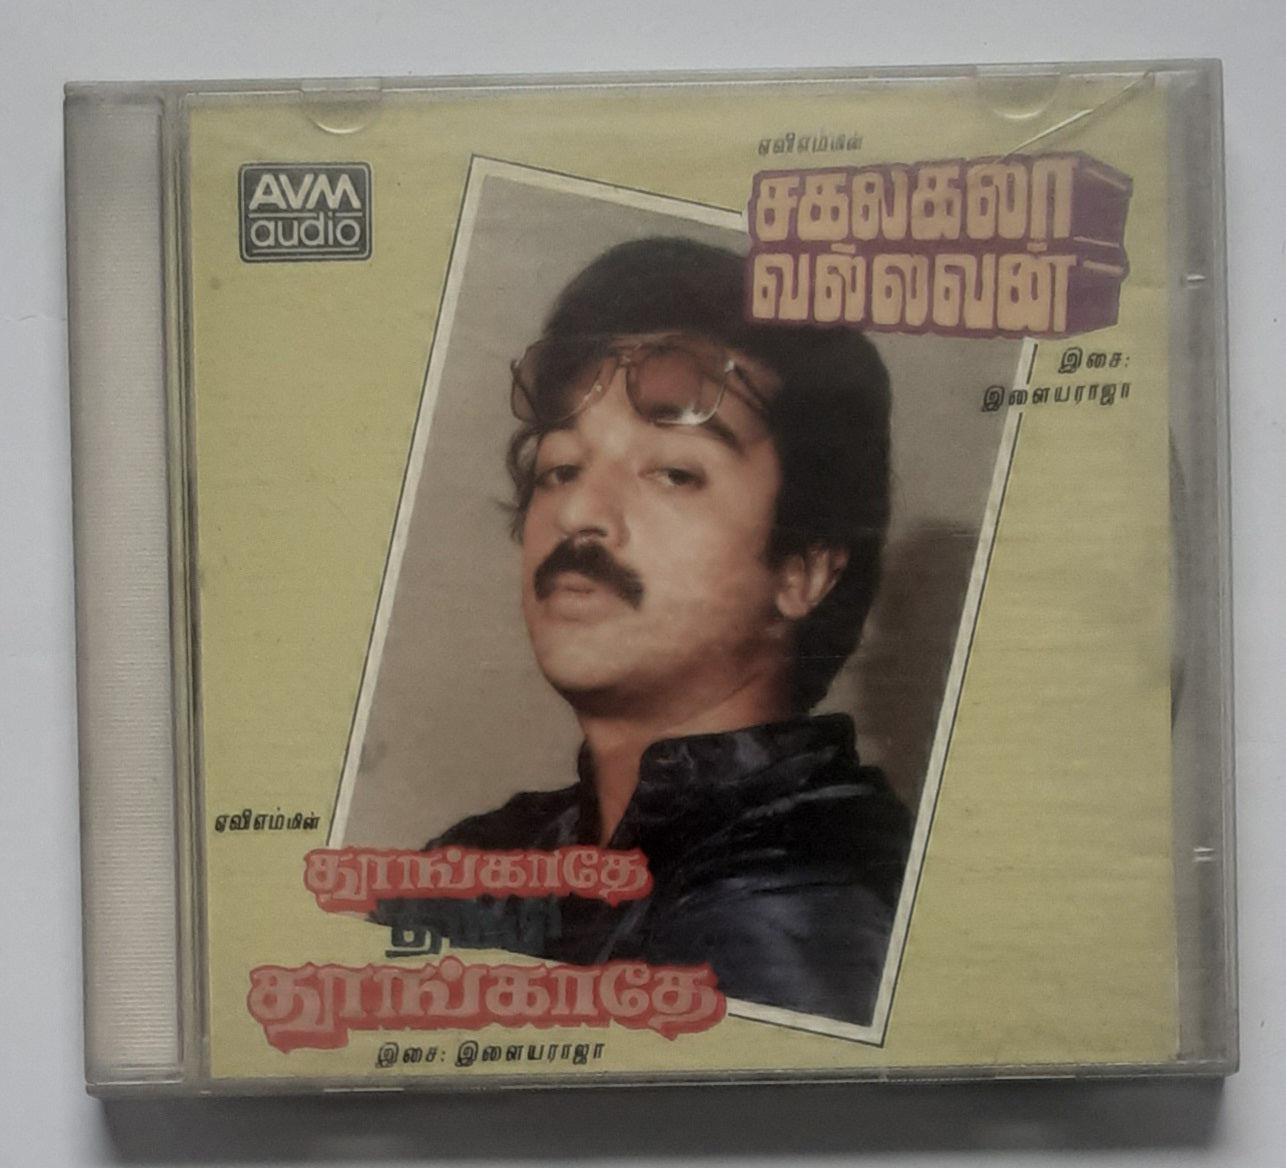 AVM
audio
ஏவிஎம்மின்
சகலகலா
வல்லவன்
இசை:
இளையராஜா
ஏவிஎம்மின்
தூங்காதே
தம்பி
தூங்காதே
இசை: இளையராஜா